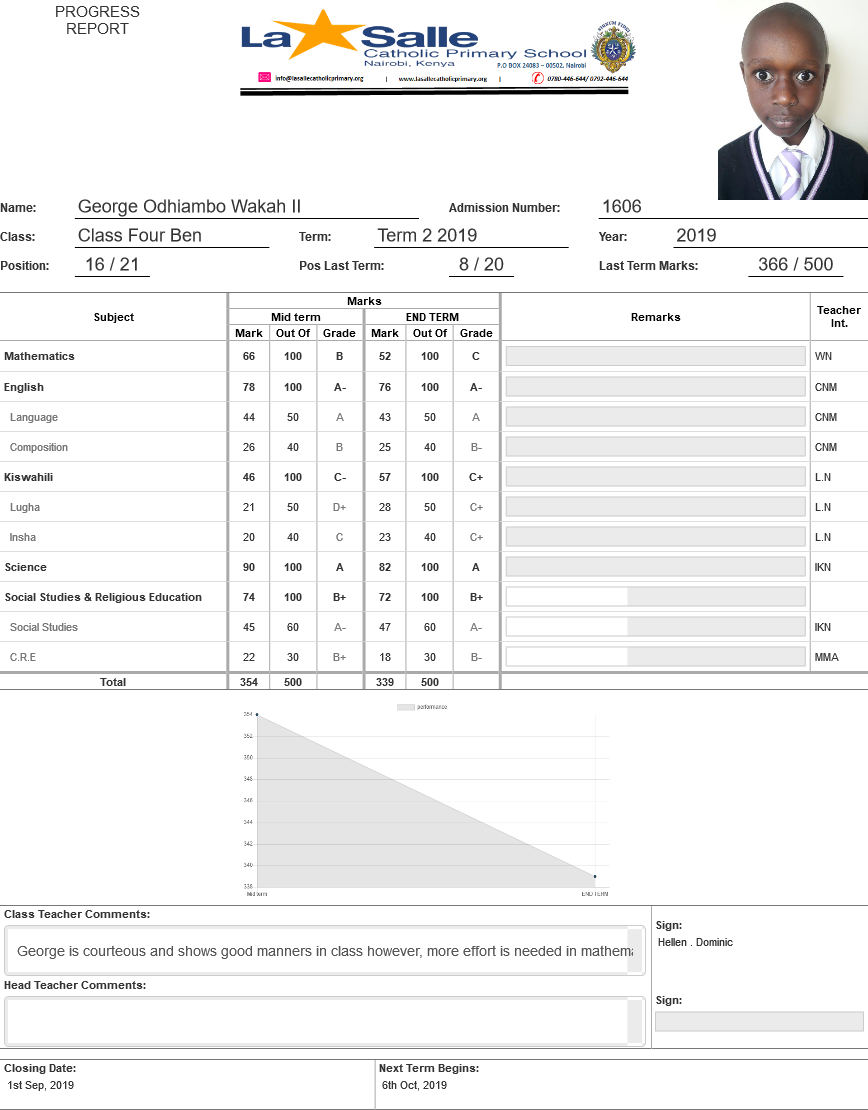 PROGRESS
REPORT
La Salle
Catholic Primary School
Nairobi, Kenya
P.O BOX 24083 – 00502, Nairobi
info@lasallecatholicprimary.org | www.lasallecatholicprimary.org | 0780-446-644/ 0792-446-644
Name: George Odhiambo Wakah II Admission Number: 1606
Class: Class Four Ben Term: Term 2 2019 Year: 2019
Position: 16 / 21 Pos Last Term: 8 / 20 Last Term Marks: 366 / 500
Subject Marks Remarks Teacher Int.
Mid term END TERM
Mark Out Of Grade Mark Out Of Grade
Mathematics 66 100 B 52 100 C WN
English 78 100 A- 76 100 A- CNM
Language 44 50 A 43 50 A CNM
Composition 26 40 B 25 40 B- CNM
Kiswahili 46 100 C- 57 100 C+ L.N
Lugha 21 50 D+ 28 50 C+ L.N
Insha 20 40 C 23 40 C+ L.N
Science 90 100 A 82 100 A IKN
Social Studies & Religious Education 74 100 B+ 72 100 B+
Social Studies 45 60 A- 47 60 A- IKN
C.R.E 22 30 B+ 18 30 B- MMA
Total 354 500 339 500
performance
354
352
350
348
346
344
342
340
338
Mid term END TERM
Class Teacher Comments:
George is courteous and shows good manners in class however, more effort is needed in mathema
Sign:
Hellen . Dominic
Head Teacher Comments:
Sign:
Closing Date: Next Term Begins:
1st Sep, 2019 6th Oct, 2019